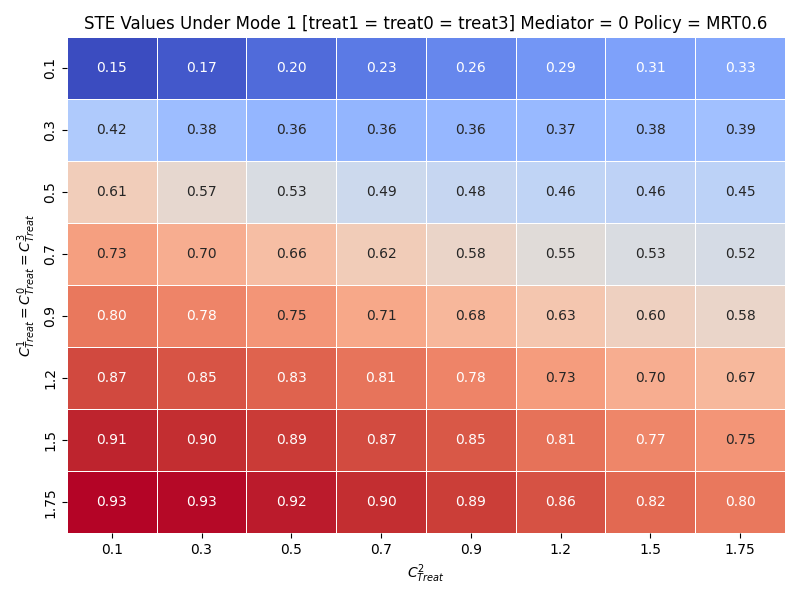 STE Values Under Mode 1 [treat1 = treat0 = treat3] Mediator = 0 Policy = MRT0.6
C^1_Treat = C^0_Treat = C^3_Treat
0.1 0.15 0.17 0.20 0.23 0.26 0.29 0.31 0.33
0.3 0.42 0.38 0.36 0.36 0.36 0.37 0.38 0.39
0.5 0.61 0.57 0.53 0.49 0.48 0.46 0.46 0.45
0.7 0.73 0.70 0.66 0.62 0.58 0.55 0.53 0.52
0.9 0.80 0.78 0.75 0.71 0.68 0.63 0.60 0.58
1.2 0.87 0.85 0.83 0.81 0.78 0.73 0.70 0.67
1.5 0.91 0.90 0.89 0.87 0.85 0.81 0.77 0.75
1.75 0.93 0.93 0.92 0.90 0.89 0.86 0.82 0.80
0.1 0.3 0.5 0.7 0.9 1.2 1.5 1.75
C^2_Treat